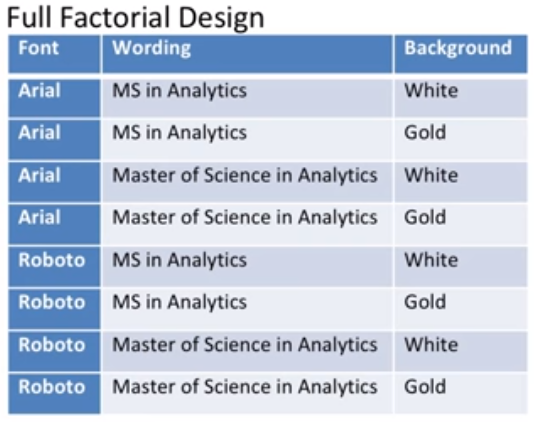 Full Factorial Design
Font Wording Background
Arial MS in Analytics White
Arial MS in Analytics Gold
Arial Master of Science in Analytics White
Arial Master of Science in Analytics Gold
Roboto MS in Analytics White
Roboto MS in Analytics Gold
Roboto Master of Science in Analytics White
Roboto Master of Science in Analytics Gold